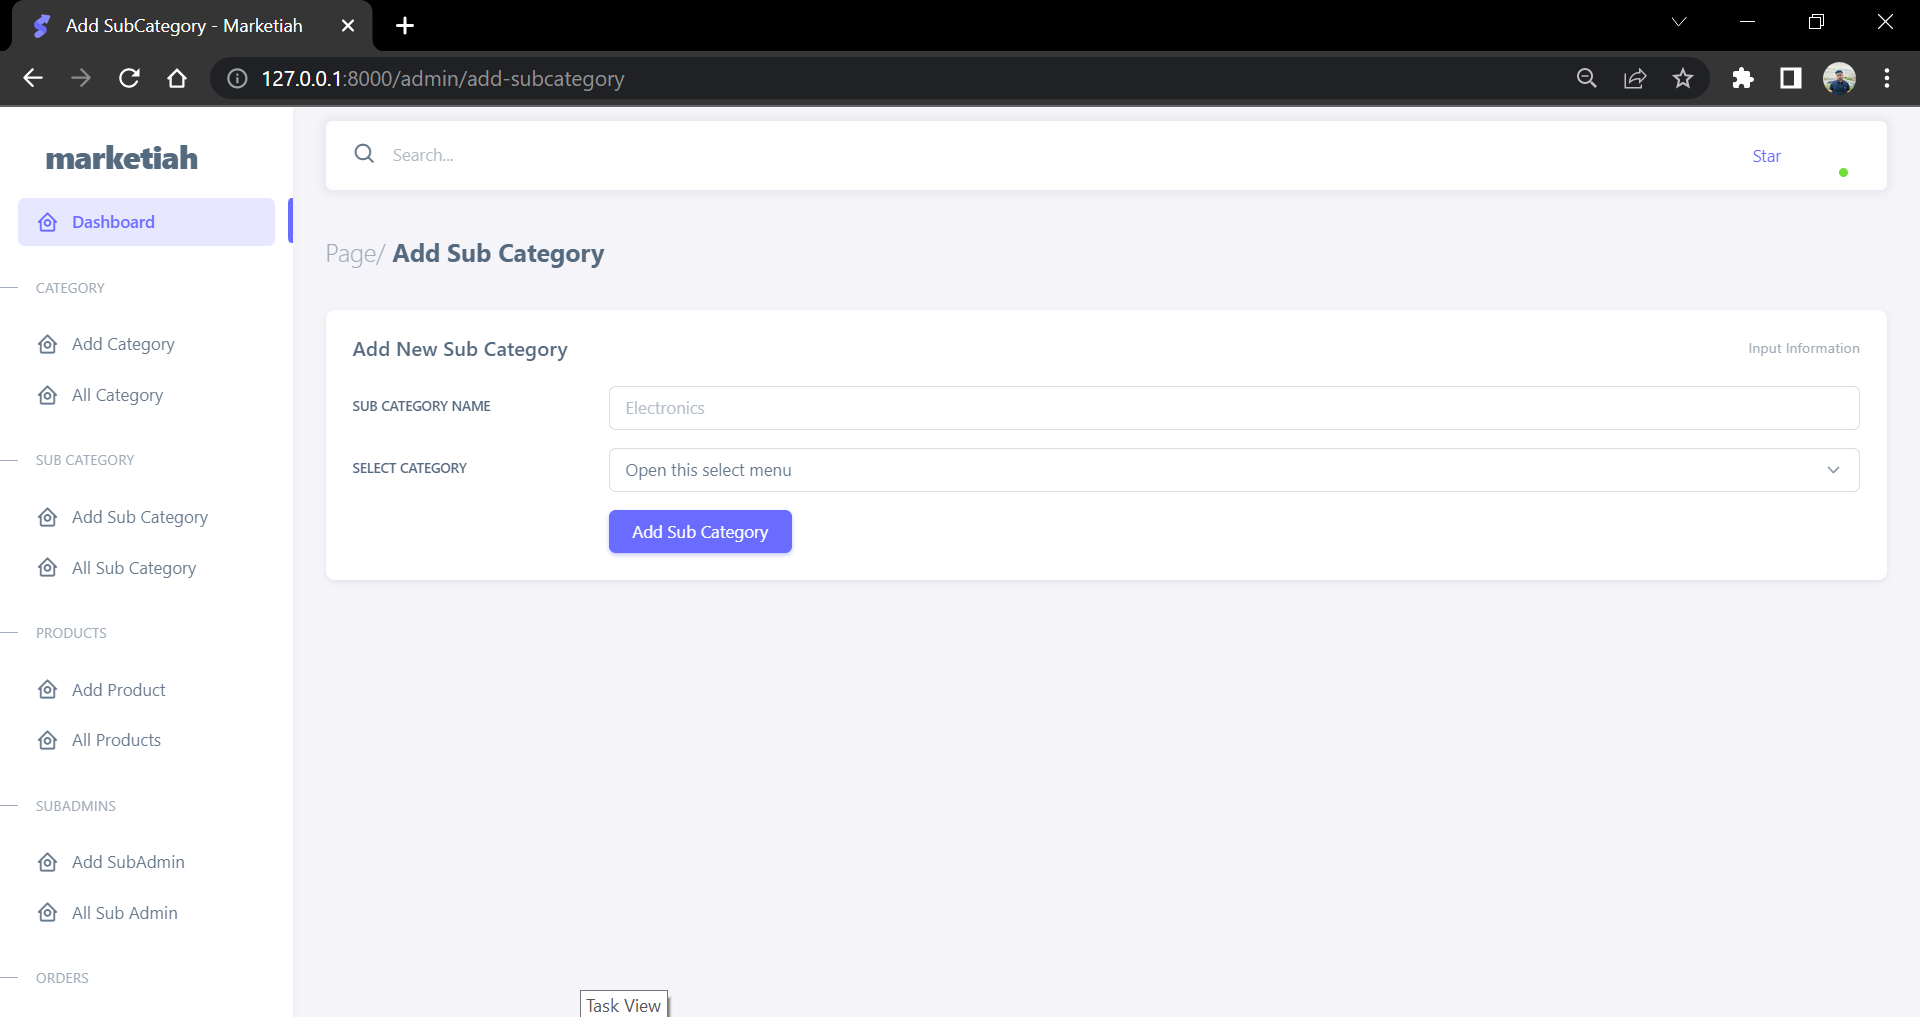 Add SubCategory - Marketiah
127.0.0.1:8000/admin/add-subcategory
marketiah
Dashboard
CATEGORY
Add Category
All Category
SUB CATEGORY
Add Sub Category
All Sub Category
PRODUCTS
Add Product
All Products
SUBADMINS
Add SubAdmin
All Sub Admin
ORDERS
Search...
Star
Page/ Add Sub Category
Add New Sub Category
Input Information
SUB CATEGORY NAME
Electronics
SELECT CATEGORY
Open this select menu
Add Sub Category
Task View